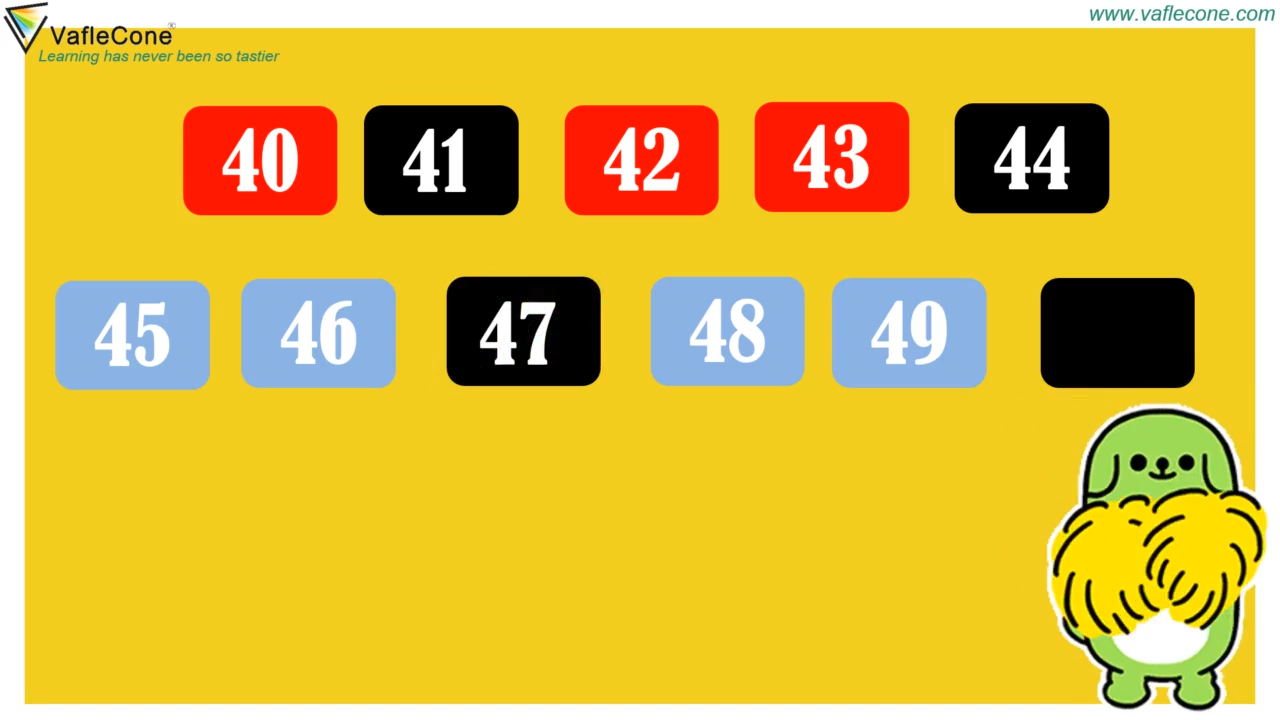 VafleCone®
Learning has never been so tastier
www.vaflecone.com
40 41 42 43 44
45 46 47 48 49